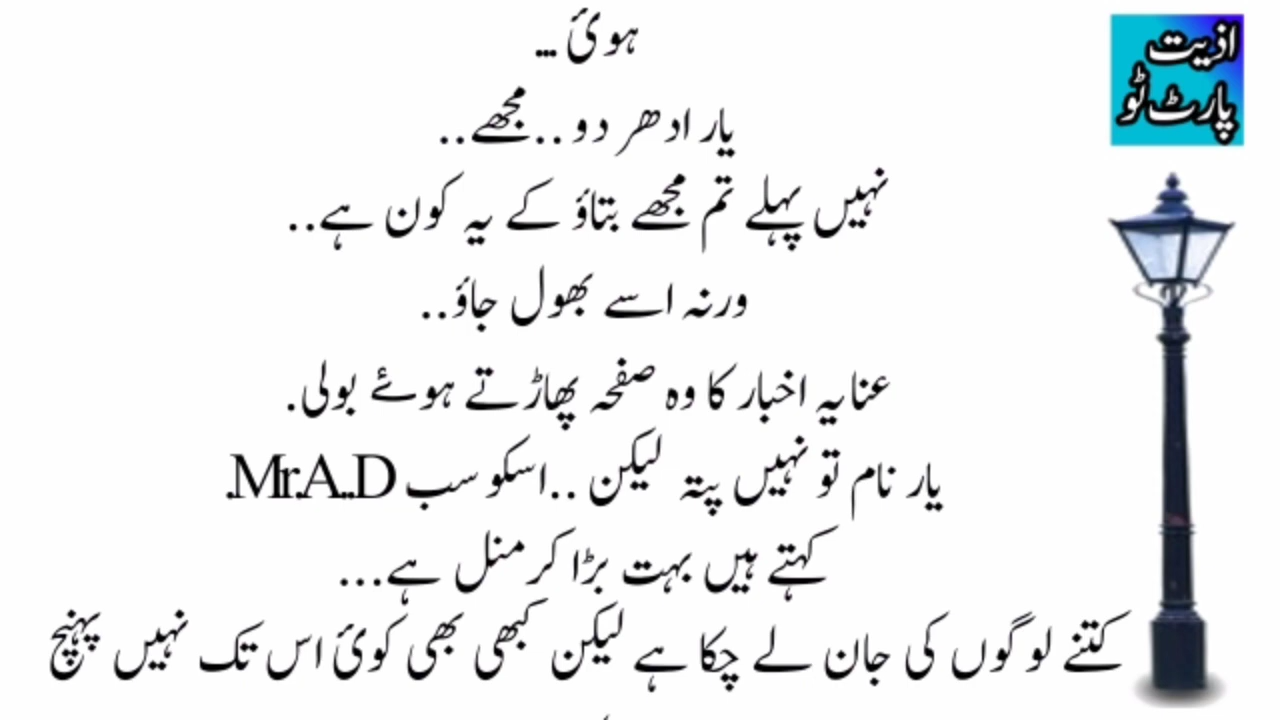 ہوئ ...
یار ادھر دو ..مجھے..
نہیں پہلے تم مجھے بتاؤ کے یہ کون ہے..
ورنہ اسے بھول جاؤ..
عنایہ اخبار کا وہ صفحہ پھاڑتے ہوئے بولی.
یار نام تو نہیں پتہ لیکن ..اسکو سب Mr.A..D.
کہتے ہیں بہت بڑا کرمنل ہے...
کتنے لوگوں کی جان لے چکا ہے لیکن کبھی بھی کوئ اس تک نہیں پہنچ
اذیت
پارٹ ٹو